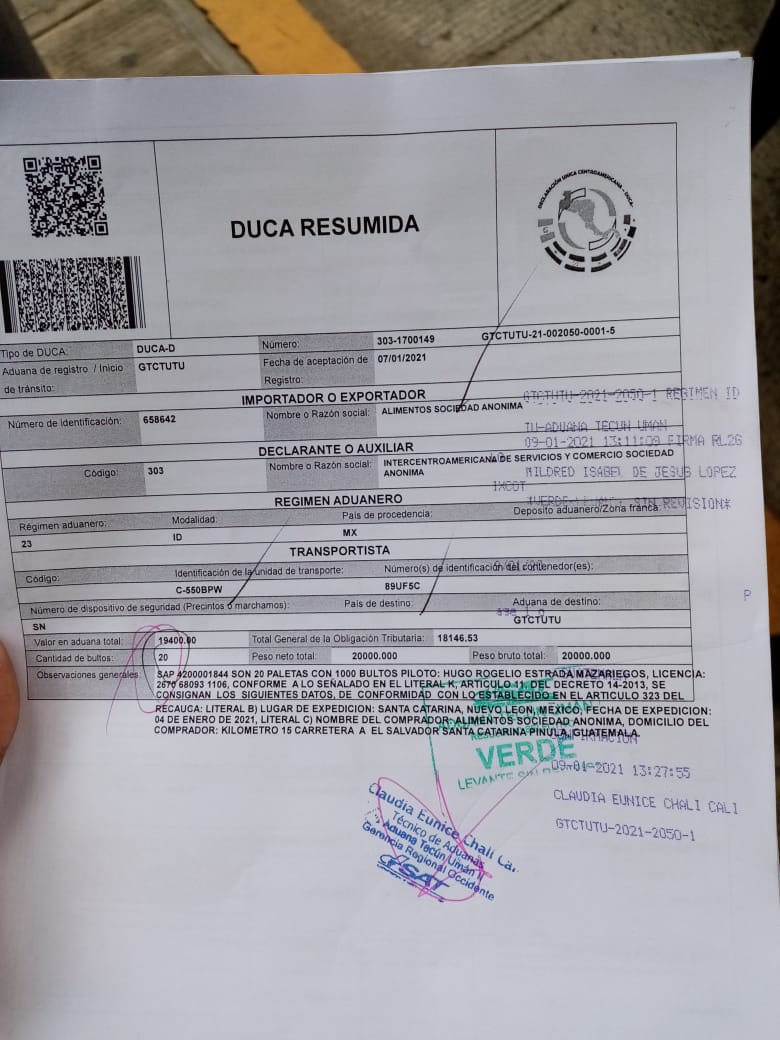 DECLARACIÓN UNICA CENTROAMERICANA - DUCA-
DUCA RESUMIDA
Tipo de DUCA: DUCA-D Número: 303-1700149 GTCTUTU-21-002050-0001-5
Aduana de registro / Inicio de tránsito: GTCTUTU Fecha de aceptación de Registro: 07/01/2021
IMPORTADOR O EXPORTADOR
GTCTUTU-2021-2050-1 REGIMEN ID
Número de Identificación: 658642 Nombre o Razón social: ALIMENTOS SOCIEDAD ANONIMA
TU-ADUANA TECUN UMAN
DECLARANTE O AUXILIAR
09-01-2021 13:11:09 FIRMA RL26
Código: 303 Nombre o Razón social: INTERCENTROAMERICANA DE SERVICIOS Y COMERCIO SOCIEDAD ANONIMA
MILDRED ISABEL DE JESUS LOPEZ
IXCOT
REGIMEN ADUANERO
SIN REVISION*
Régimen aduanero: Modalidad: País de procedencia: Deposito aduanero/Zona franca:
23 ID MX
TRANSPORTISTA
Código: Identificación de la unidad de transporte: Número(s) de identificación del contenedor(es):
C-550BPW 89UF5C
Número de dispositivo de seguridad (Precintos o marchamos): País de destino: Aduana de destino:
SN GTCTUTU
P
Valor en aduana total: 19400.00 Total General de la Obligación Tributaria: 18146.53
Cantidad de bultos: 20 Peso neto total: 20000.000 Peso bruto total: 20000.000
Observaciones generales: SAP 4200001844 SON 20 PALETAS CON 1000 BULTOS PILOTO: HUGO ROGELIO ESTRADA MAZARIEGOS, LICENCIA:
2670 68093 1106, CONFORME A LO SEÑALADO EN EL LITERAL K, ARTICULO 11, DEL DECRETO 14-2013, SE
CONSIGNAN LOS SIGUIENTES DATOS, DE CONFORMIDAD CON LO ESTABLECIDO EN EL ARTICULO 323 DEL
RECAUCA: LITERAL B) LUGAR DE EXPEDICION: SANTA CATARINA, NUEVO LEON, MEXICO, FECHA DE EXPEDICION:
04 DE ENERO DE 2021, LITERAL C) NOMBRE DEL COMPRADOR: ALIMENTOS SOCIEDAD ANONIMA, DOMICILIO DEL
COMPRADOR: KILOMETRO 15 CARRETERA A EL SALVADOR SANTA CATARINA PINULA, GUATEMALA.
VERDE
LEVANTE SIN
09-01-2021 13:27:55
CLAUDIA EUNICE CHALI CALI
GTCTUTU-2021-2050-1
Claudia Eunice Chali
Técnico de Aduanas
Aduana Tecún Umán II
Gerencia Regional Occidente
SAT